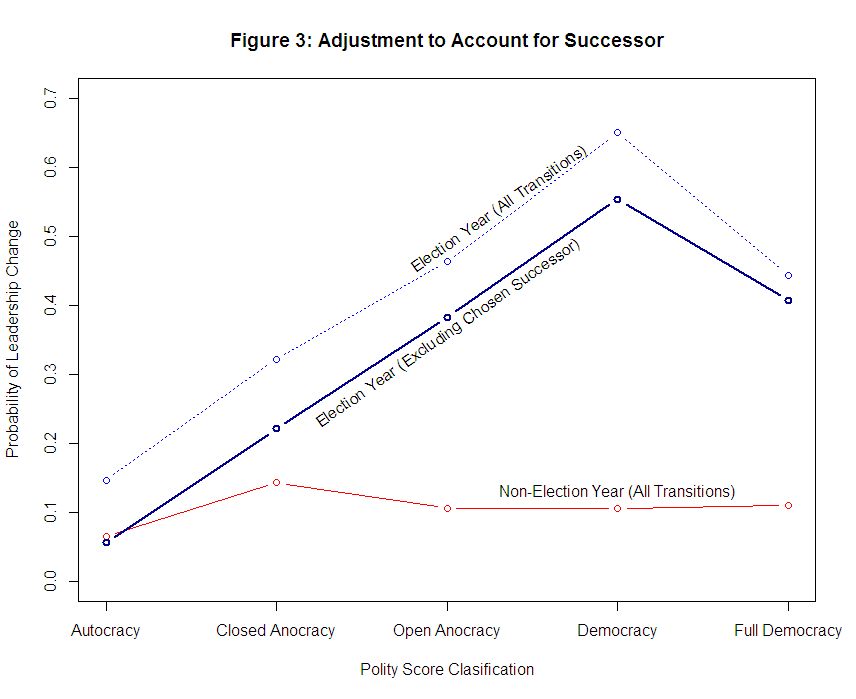 Figure 3: Adjustment to Account for Successor
0.7
0.6
0.5
0.4
0.3
0.2
0.1
0.0
Probability of Leadership Change
Election Year (All Transitions)
Election Year (Excluding Chosen Successor)
Non-Election Year (All Transitions)
Autocracy
Closed Anocracy
Open Anocracy
Democracy
Full Democracy
Polity Score Clasification